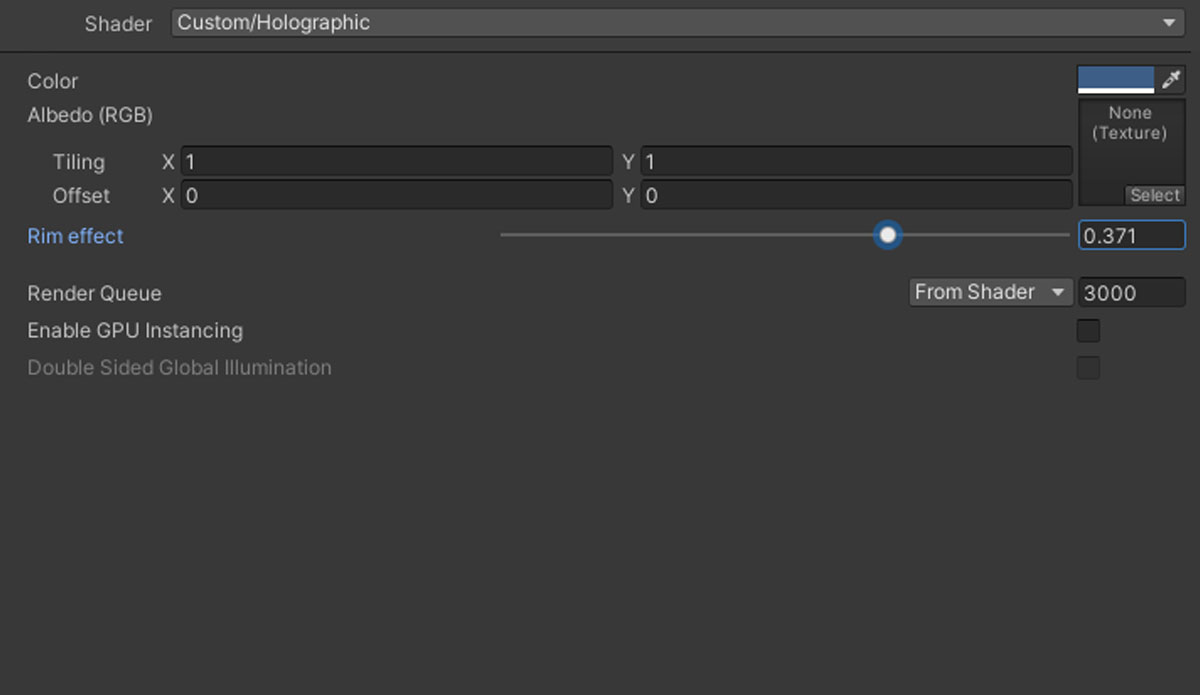 Shader Custom/Holographic
Color
Albedo (RGB)
None
(Texture)
Tiling X 1 Y 1
Offset X 0 Y 0
Select
Rim effect 0.371
Render Queue From Shader 3000
Enable GPU Instancing
Double Sided Global Illumination